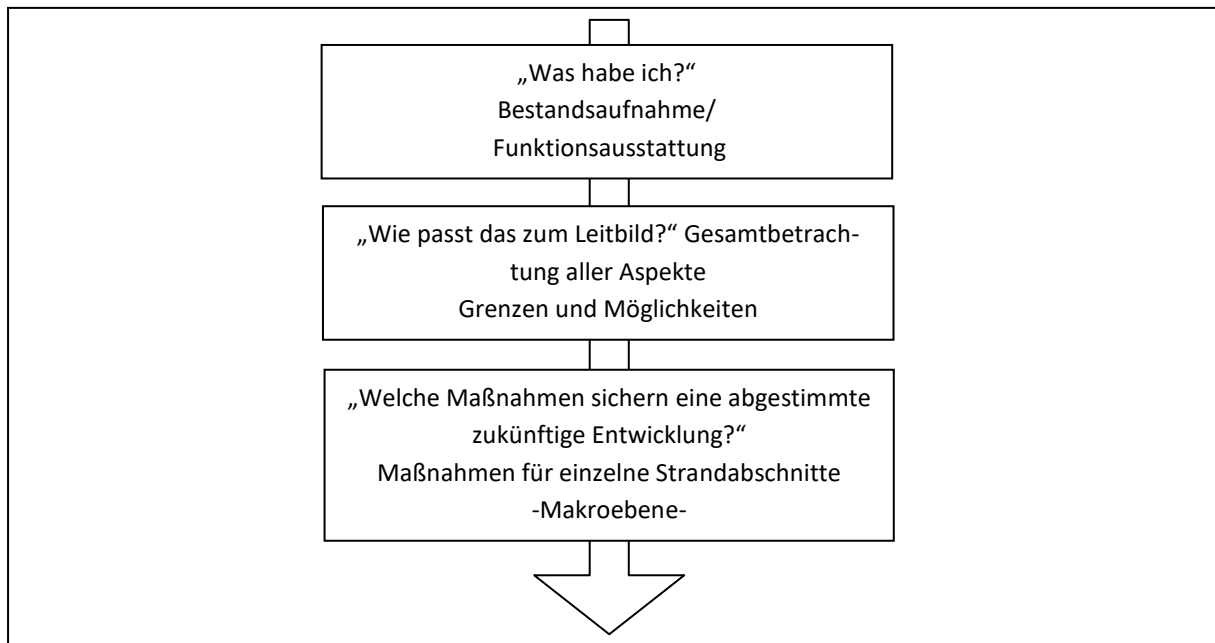 „Was habe ich?“
Bestandsaufnahme/
Funktionsausstattung
„Wie passt das zum Leitbild?“ Gesamtbetrach-
tung aller Aspekte
Grenzen und Möglichkeiten
„Welche Maßnahmen sichern eine abgestimmte
zukünftige Entwicklung?“
Maßnahmen für einzelne Strandabschnitte
-Makroebene-